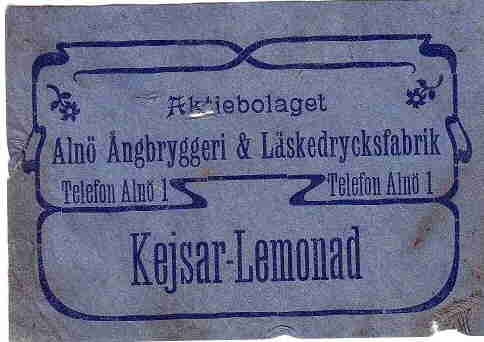 Aktiebolaget
Alnö Ångbryggeri & Läskedrycksfabrik
Telefon Alnö 1 Telefon Alnö 1
Kejsar-Lemonad